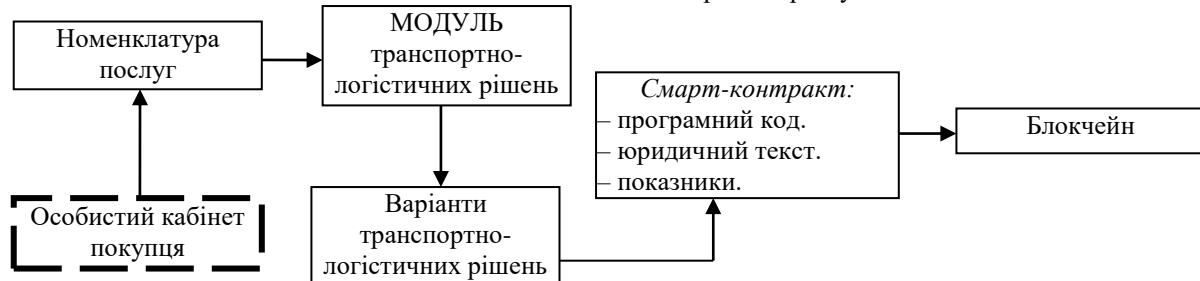 Номенклатура
послуг
МОДУЛЬ
транспортно-
логістичних рішень
Смарт-контракт:
– програмний код.
– юридичний текст.
– показники.
Блокчейн
Особистий кабінет
покупця
Варіанти
транспортно-
логістичних рішень